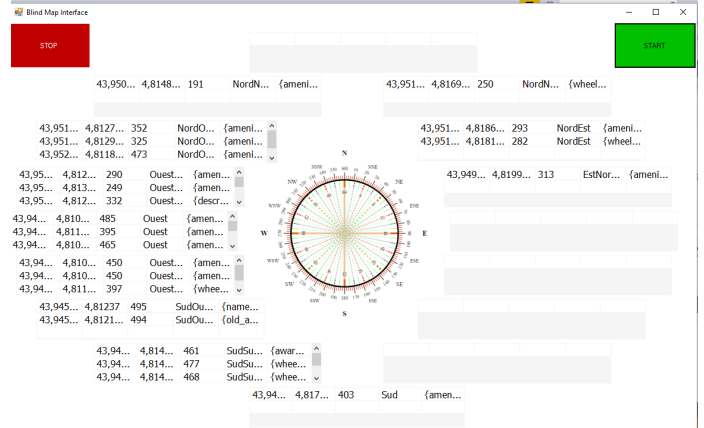 Blind Map Interface
STOP
START
43,950... 4,8148... 191 NordN... {ameni...
43,951... 4,8169... 250 NordN... {wheel...
43,951... 4,8127... 352 NordO... {ameni...
43,951... 4,8129... 325 NordO... {ameni...
43,952... 4,8118... 473 NordO... {ameni...
43,951... 4,8186... 293 NordEst {ameni...
43,951... 4,8181... 282 NordEst {wheel...
43,95... 4,812... 290 Ouest... {amen...
43,95... 4,813... 249 Ouest... {amen...
43,95... 4,812... 332 Ouest... {descr...
43,949... 4,8199... 313 EstNor... {ameni...
43,94... 4,810... 485 Ouest {amen...
43,94... 4,811... 395 Ouest {amen...
43,94... 4,810... 465 Ouest {amen...
N
NNW NNE
NW NE
WNW ENE
W E
WSW ESE
SW SE
SSW SSE
S
43,94... 4,810... 450 Ouest... {amen...
43,94... 4,810... 450 Ouest... {amen...
43,94... 4,811... 397 Ouest... {whee...
43,945... 4,81237 495 SudOu... {name...
43,945... 4,8121... 494 SudOu... {old_a...
43,94... 4,814... 461 SudSu... {awar...
43,94... 4,814... 477 SudSu... {whee...
43,94... 4,814... 468 SudSu... {whee...
43,94... 4,817... 403 Sud {amen...